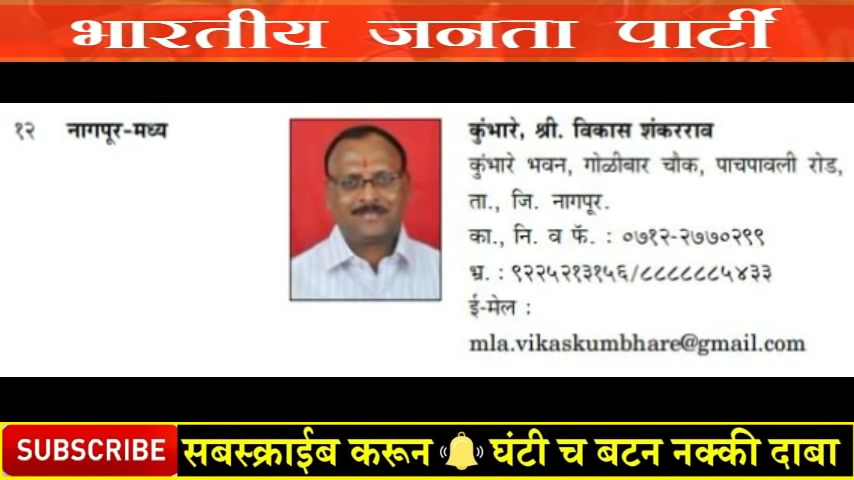 भारतीय जनता पार्टी
१२ नागपूर-मध्य
कुंभारे, श्री. विकास शंकरराव
कुंभारे भवन, गोळीबार चौक, पाचपावली रोड,
ता., जि. नागपूर.
का., नि. व फॅ. : ०७१२-२७७०२९९
भ्र. : ९२२५२१३१५६/८८८८८८५४३३
ई-मेल :
mla.vikaskumbhare@gmail.com
SUBSCRIBE सबस्क्राईब करून घंटी च बटन नक्की दाबा